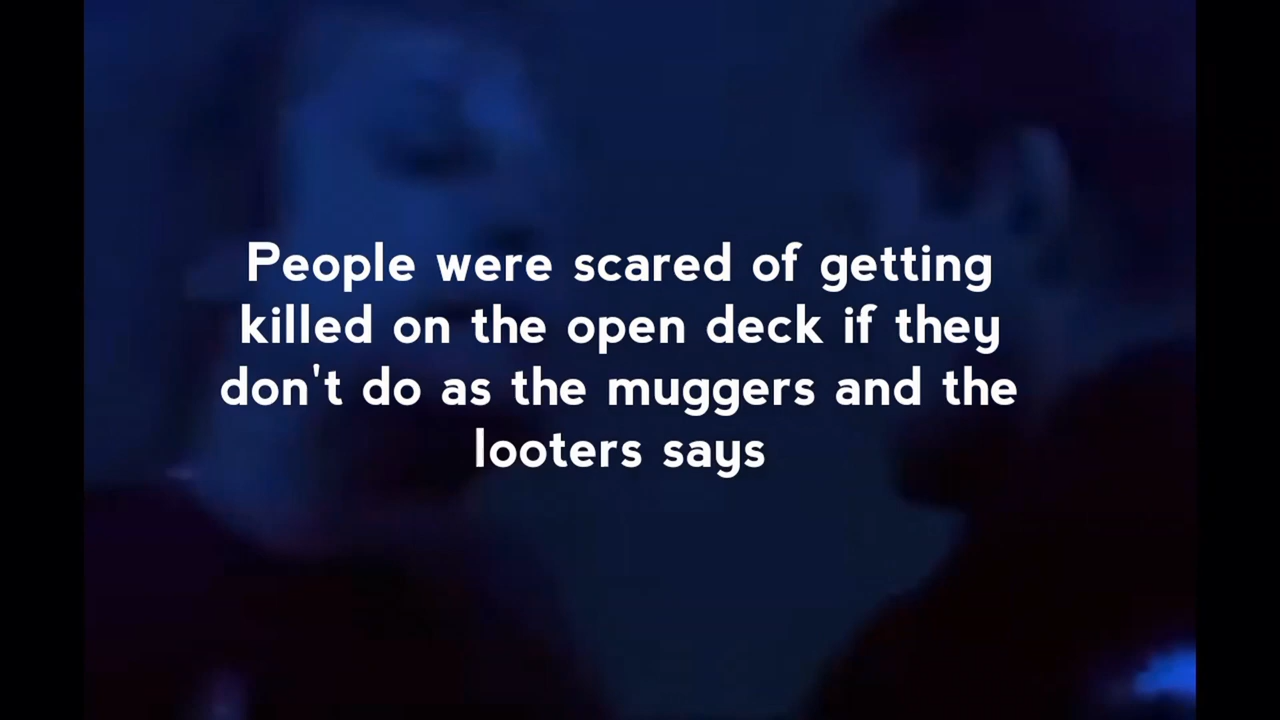 People were scared of getting
killed on the open deck if they
don't do as the muggers and the
looters says